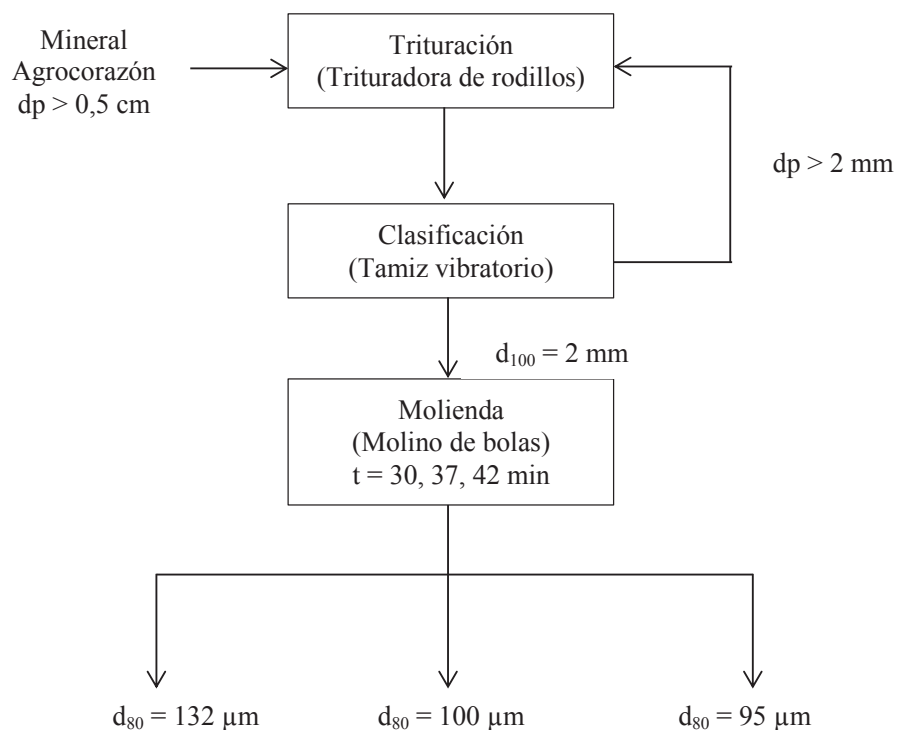 Mineral
Agrocorazón
dp > 0,5 cm
Trituración
(Trituradora de rodillos)
dp > 2 mm
Clasificación
(Tamiz vibratorio)
d₁₀₀ = 2 mm
Molienda
(Molino de bolas)
t = 30, 37, 42 min
d₈₀ = 132 µm
d₈₀ = 100 µm
d₈₀ = 95 µm